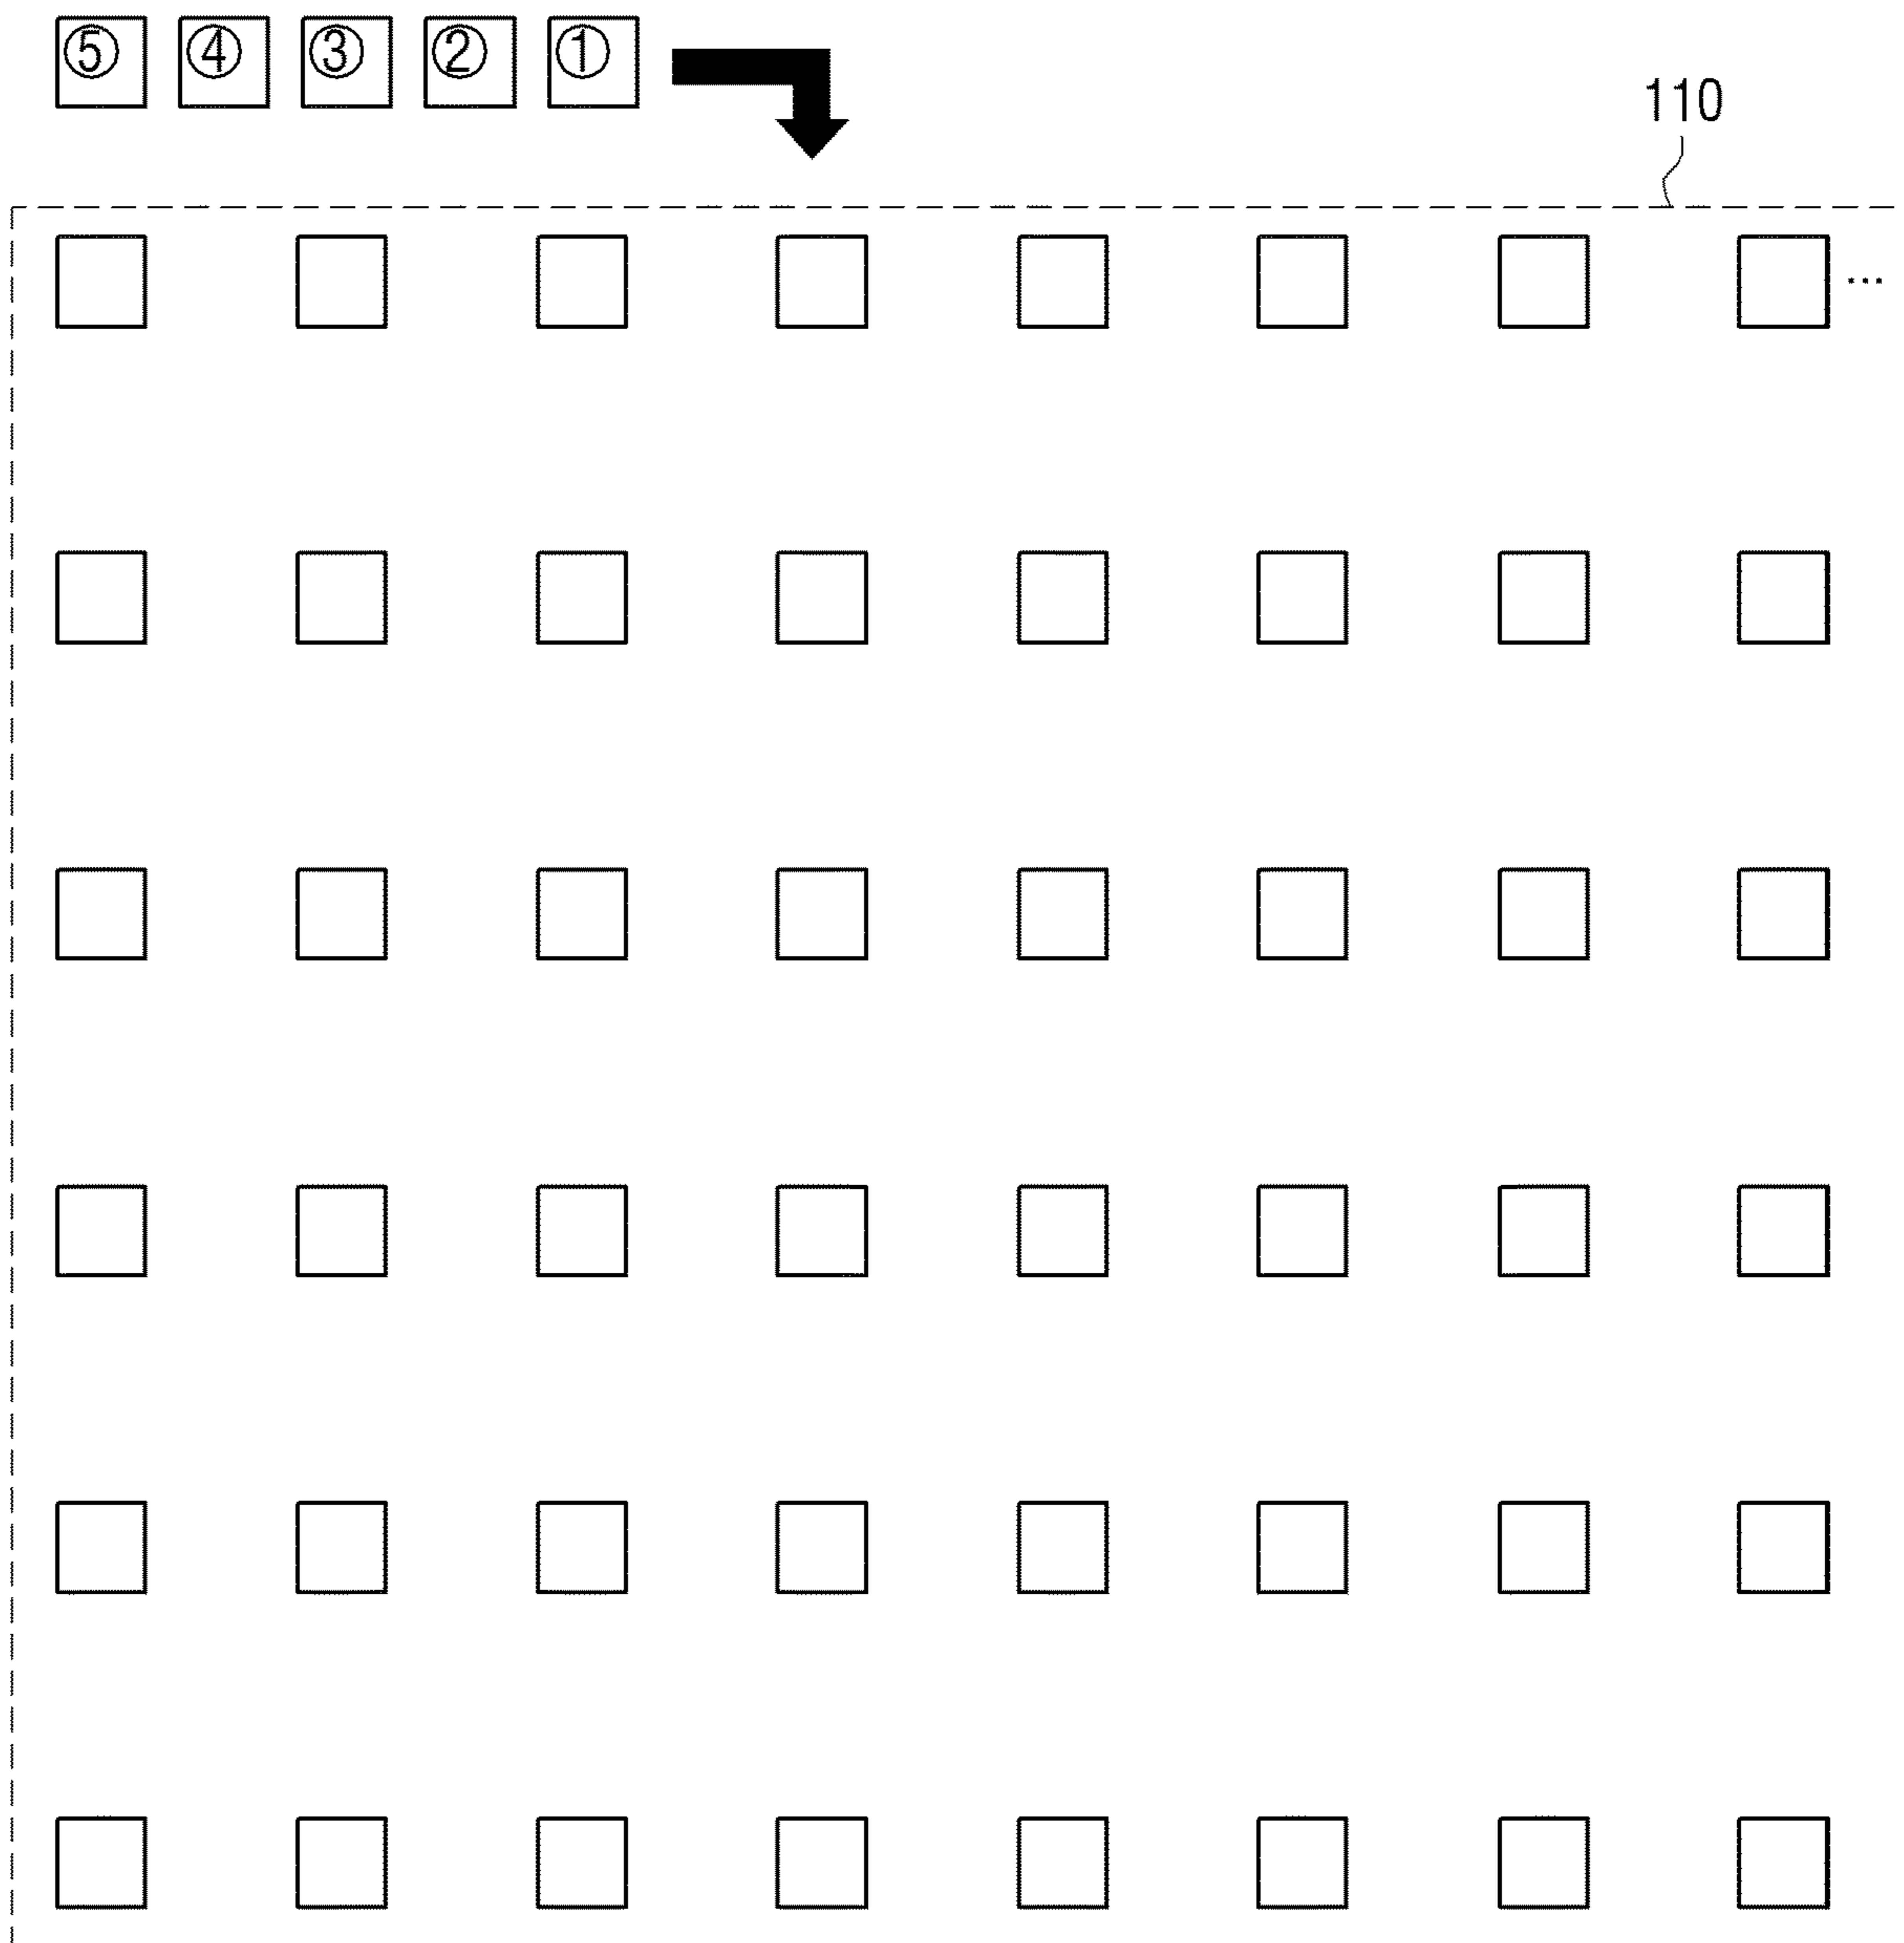 ⑤ ④ ③ ② ①
110
...